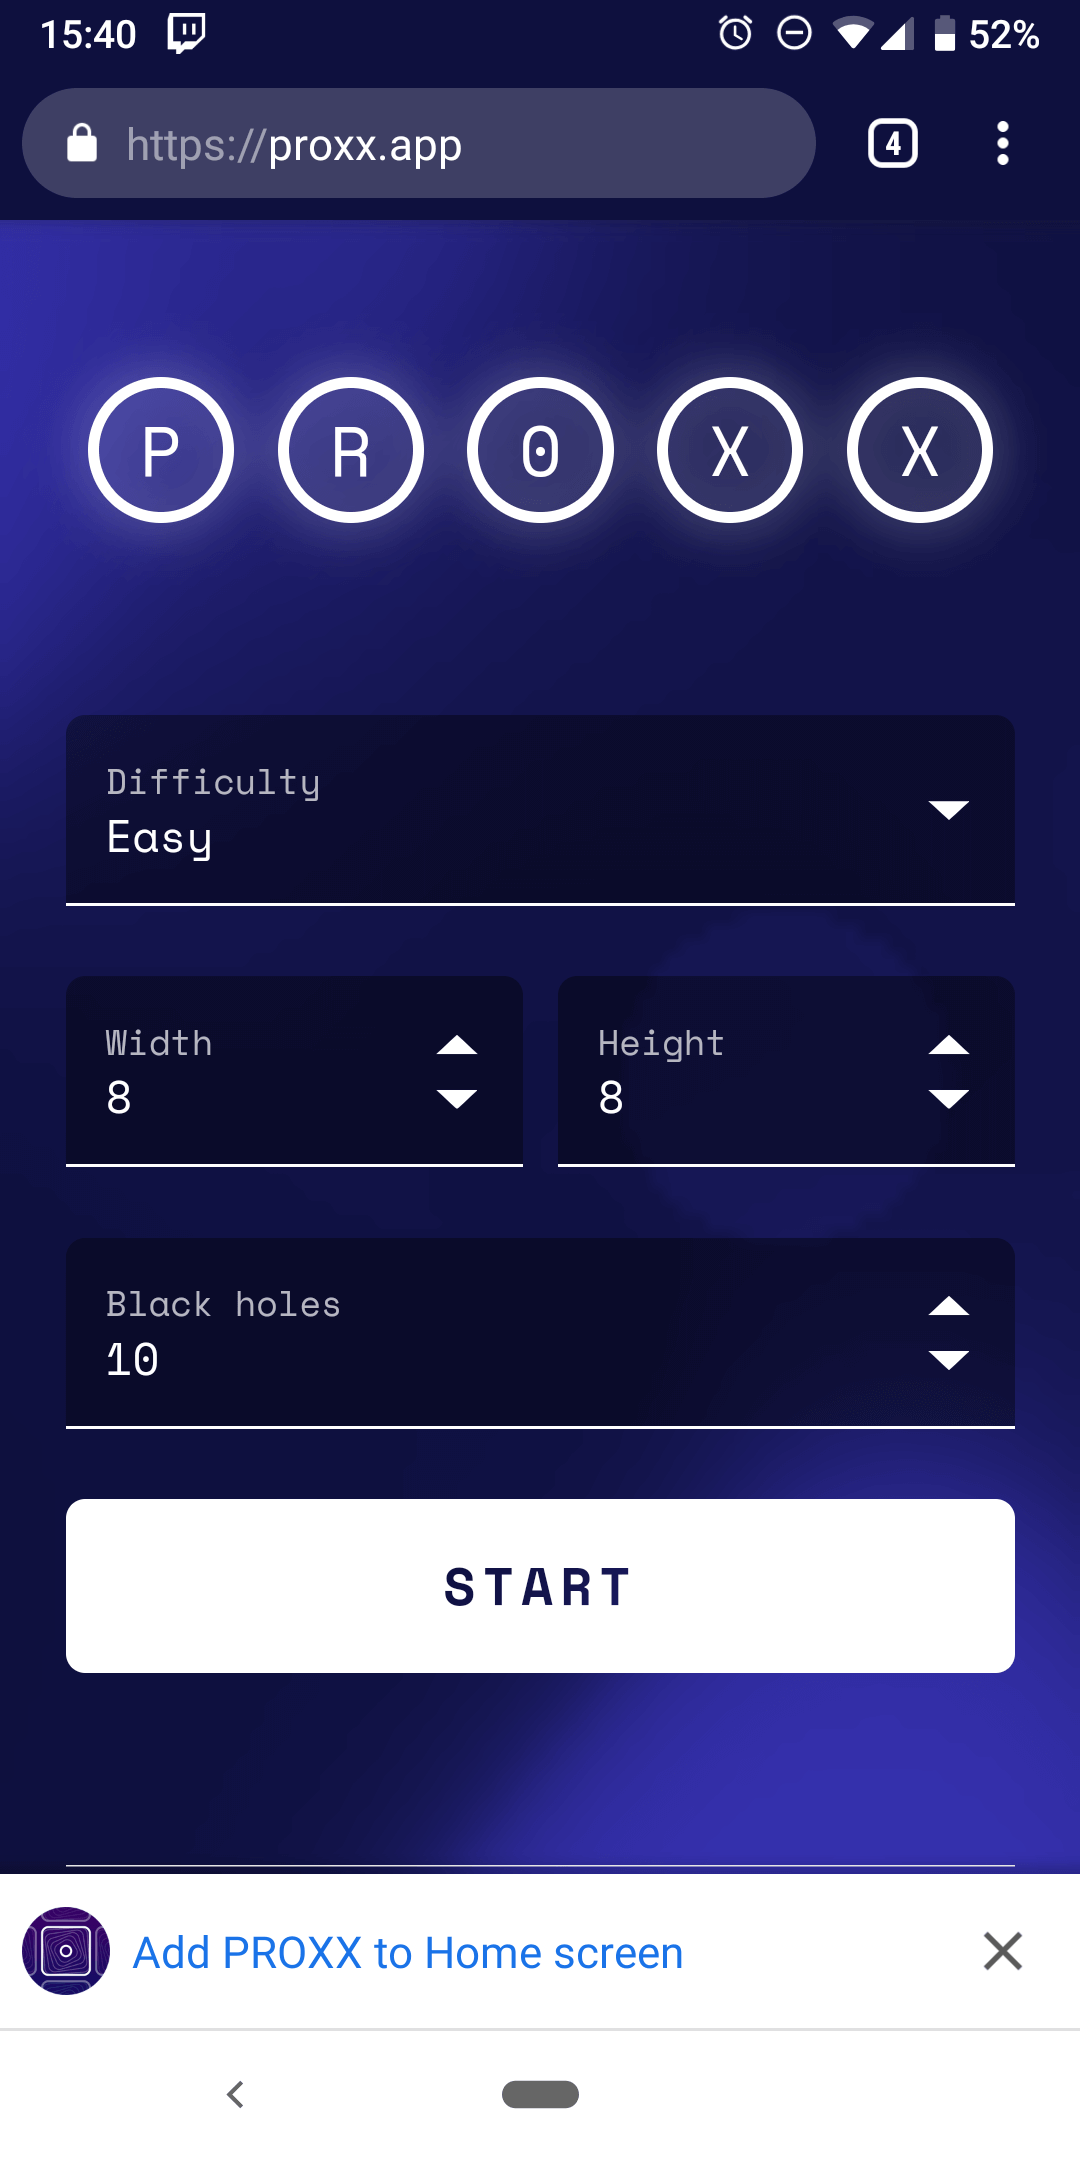 15:40 52%
https://proxx.app 4
P R 0 X X
Difficulty
Easy
Width Height
8 8
Black holes
10
START
Add PROXX to Home screen